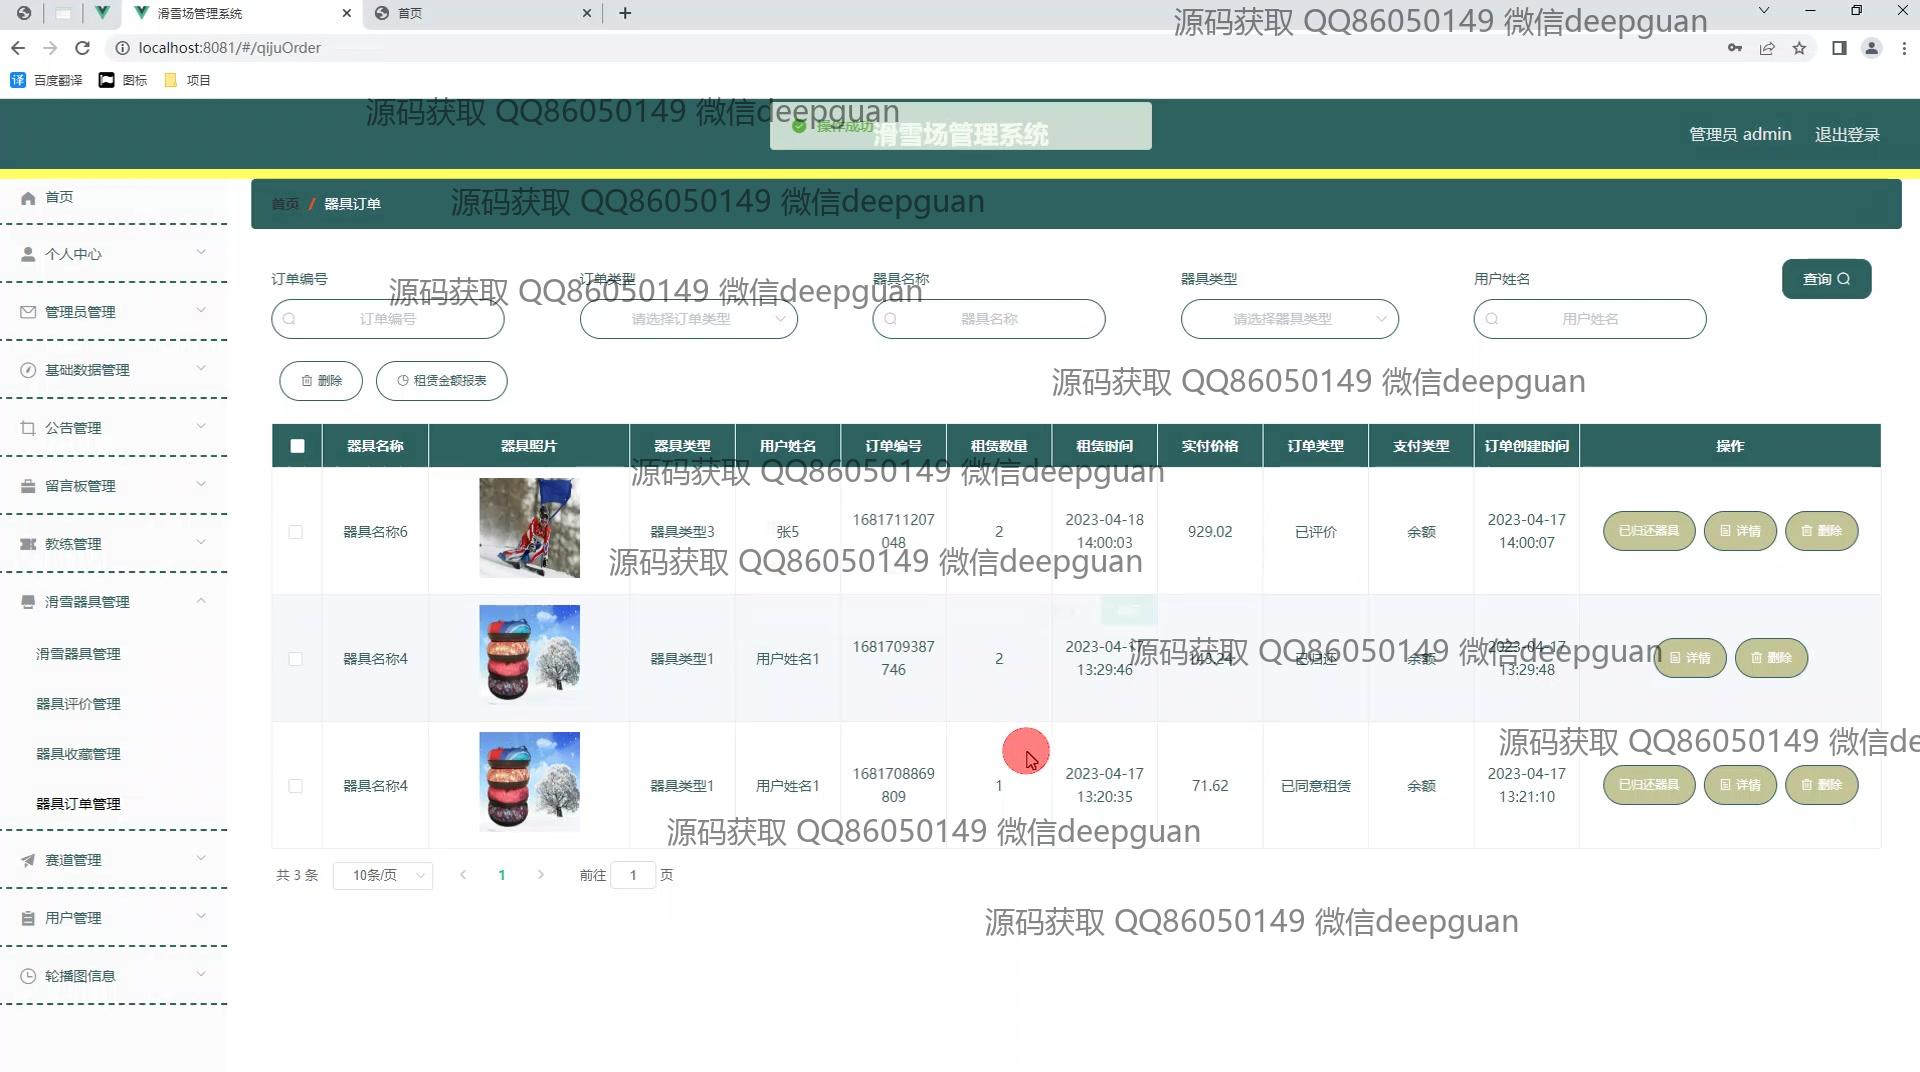 滑雪场管理系统
首页
源码获取 QQ86050149 微信deepguan
localhost:8081/#/qijuOrder
译 百度翻译 图标 项目
源码获取 QQ86050149 微信deepguan
操作成功
滑雪场管理系统
管理员 admin 退出登录
首页 / 器具订单
源码获取 QQ86050149 微信deepguan
首页
个人中心
管理员管理
基础数据管理
公告管理
留言板管理
教练管理
滑雪器具管理
滑雪器具管理
器具评价管理
器具收藏管理
器具订单管理
赛道管理
用户管理
轮播图信息
订单编号 订单类型 器具名称 器具类型 用户姓名
源码获取 QQ86050149 微信deepguan
查询
订单编号 请选择订单类型 器具名称 请选择器具类型 用户姓名
删除 租赁金额报表
源码获取 QQ86050149 微信deepguan
器具名称 器具照片 器具类型 用户姓名 订单编号 租赁数量 租赁时间 实付价格 订单类型 支付类型 订单创建时间 操作
源码获取 QQ86050149 微信deepguan
器具名称6 器具类型3 张5 1681711207048 2 2023-04-18 14:00:03 929.02 已评价 余额 2023-04-17 14:00:07 已归还器具 详情 删除
源码获取 QQ86050149 微信deepguan
器具名称4 器具类型1 用户姓名1 1681709387746 2 2023-04-17 13:29:46 已归还 余额 2023-04-17 13:29:48 详情 删除
源码获取 QQ86050149 微信deepguan
源码获取 QQ86050149 微信de
器具名称4 器具类型1 用户姓名1 1681708869809 1 2023-04-17 13:20:35 71.62 已同意租赁 余额 2023-04-17 13:21:10 已归还器具 详情 删除
源码获取 QQ86050149 微信deepguan
共 3 条 10条/页 1 前往 1 页
源码获取 QQ86050149 微信deepguan